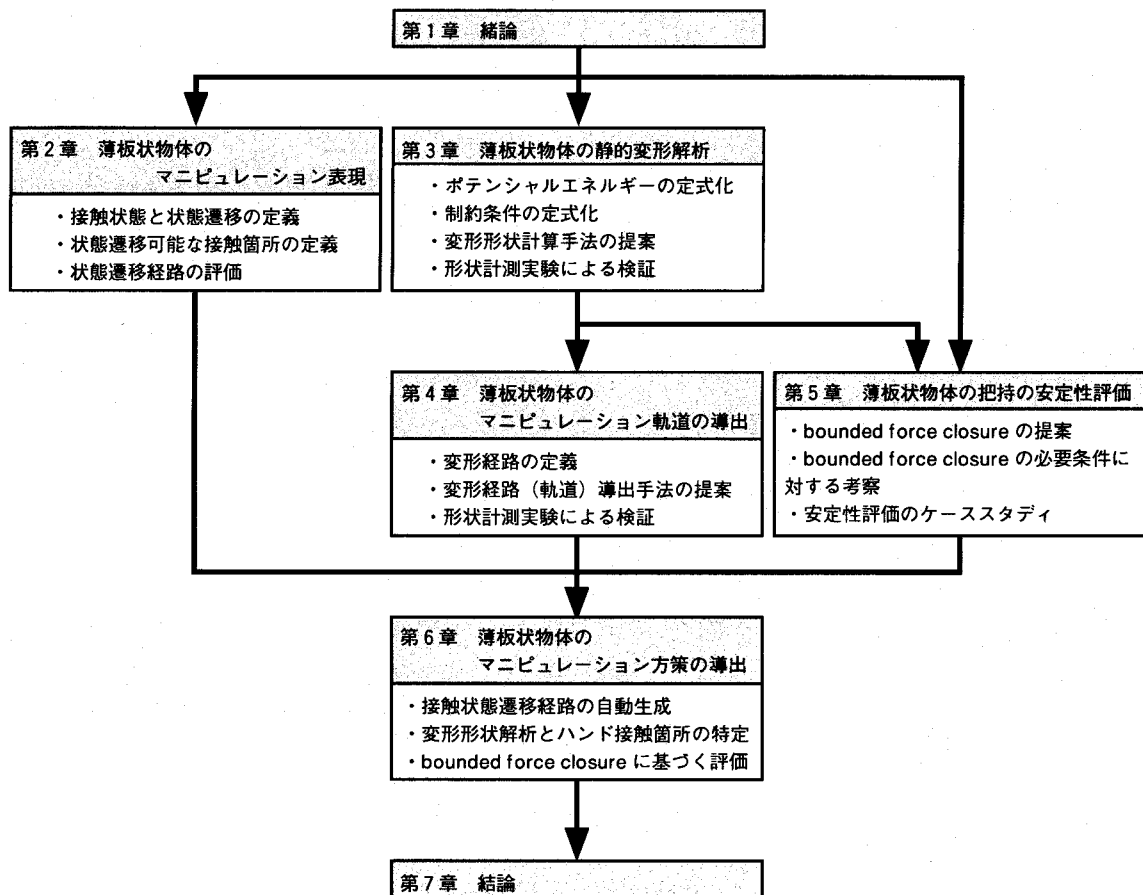 第1章 緒論
第2章 薄板状物体の
マニピュレーション表現
・接触状態と状態遷移の定義
・状態遷移可能な接触箇所の定義
・状態遷移経路の評価
第3章 薄板状物体の静的変形解析
・ポテンシャルエネルギーの定式化
・制約条件の定式化
・変形形状計算手法の提案
・形状計測実験による検証
第4章 薄板状物体の
マニピュレーション軌道の導出
・変形経路の定義
・変形経路（軌道）導出手法の提案
・形状計測実験による検証
第5章 薄板状物体の把持の安定性評価
・bounded force closure の提案
・bounded force closure の必要条件に
対する考察
・安定性評価のケーススタディ
第6章 薄板状物体の
マニピュレーション方策の導出
・接触状態遷移経路の自動生成
・変形形状解析とハンド接触箇所の特定
・bounded force closure に基づく評価
第7章 結論